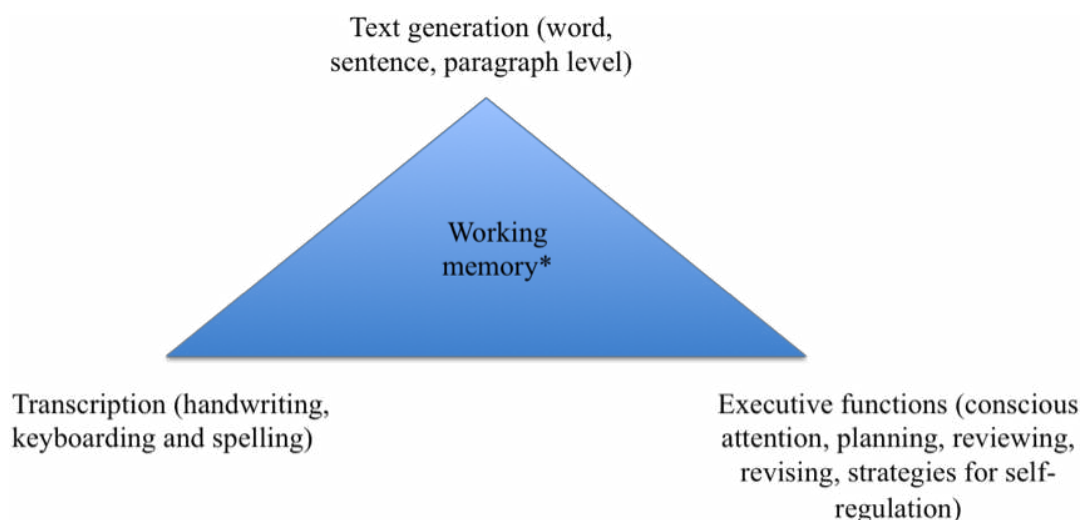 Text generation (word,
sentence, paragraph level)
Working
memory*
Transcription (handwriting,
keyboarding and spelling)
Executive functions (conscious
attention, planning, reviewing,
revising, strategies for self-
regulation)